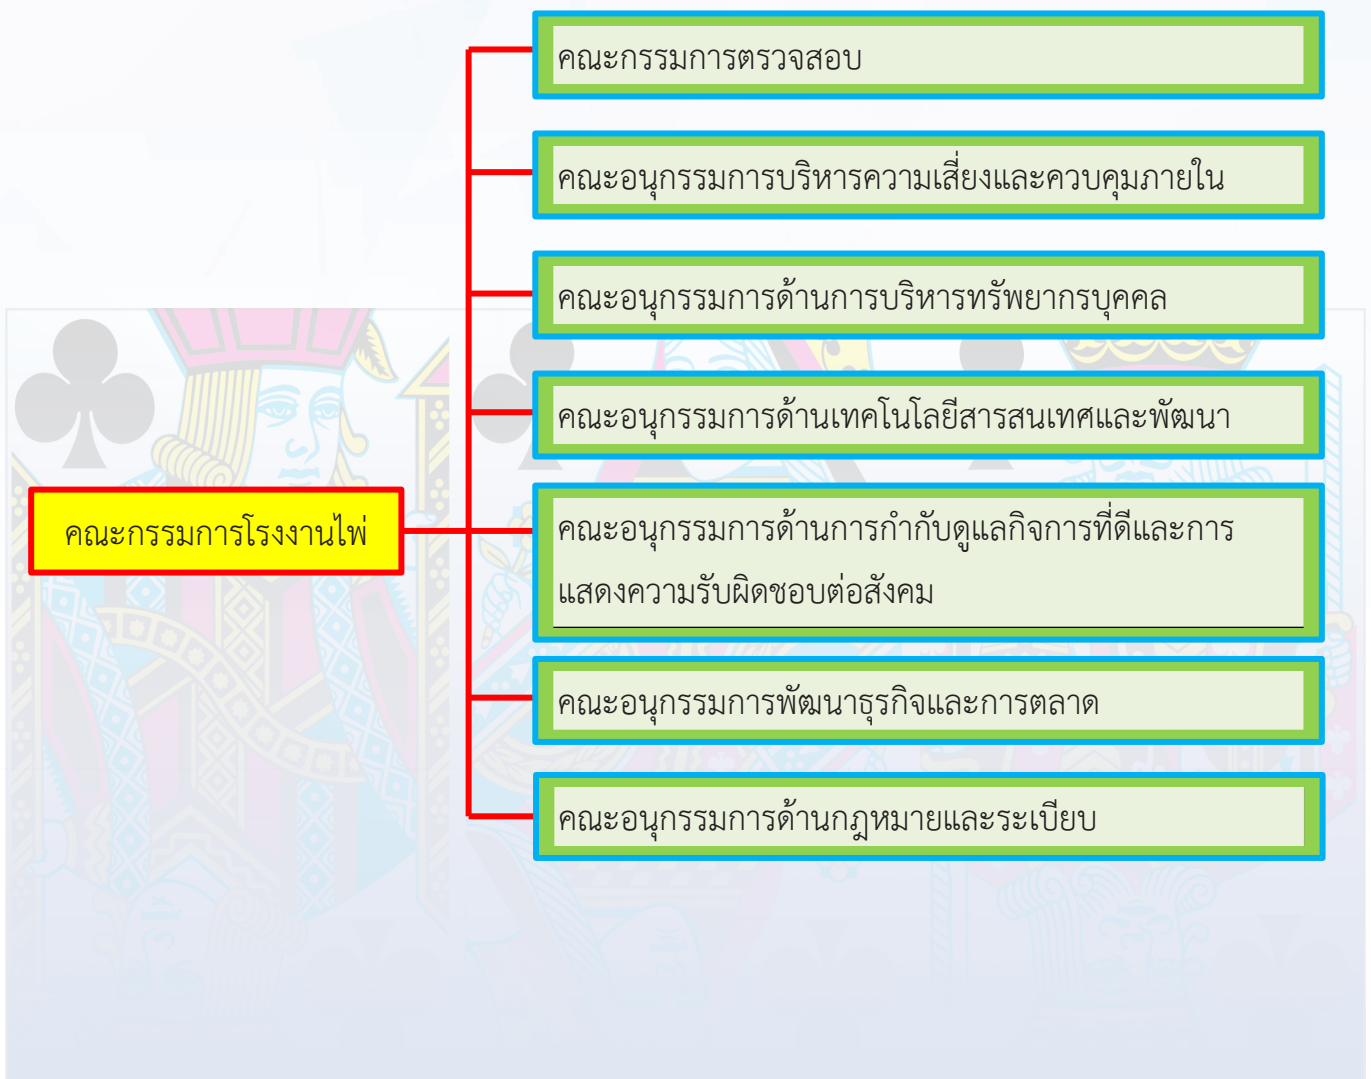 คณะกรรมการตรวจสอบ
คณะอนุกรรมการบริหารความเสี่ยงและควบคุมภายใน
คณะอนุกรรมการด้านการบริหารทรัพยากรบุคคล
คณะอนุกรรมการด้านเทคโนโลยีสารสนเทศและพัฒนา
คณะกรรมการโรงงานไพ่
คณะอนุกรรมการด้านการกำกับดูแลกิจการที่ดีและการ
แสดงความรับผิดชอบต่อสังคม
คณะอนุกรรมการพัฒนาธุรกิจและการตลาด
คณะอนุกรรมการด้านกฎหมายและระเบียบ